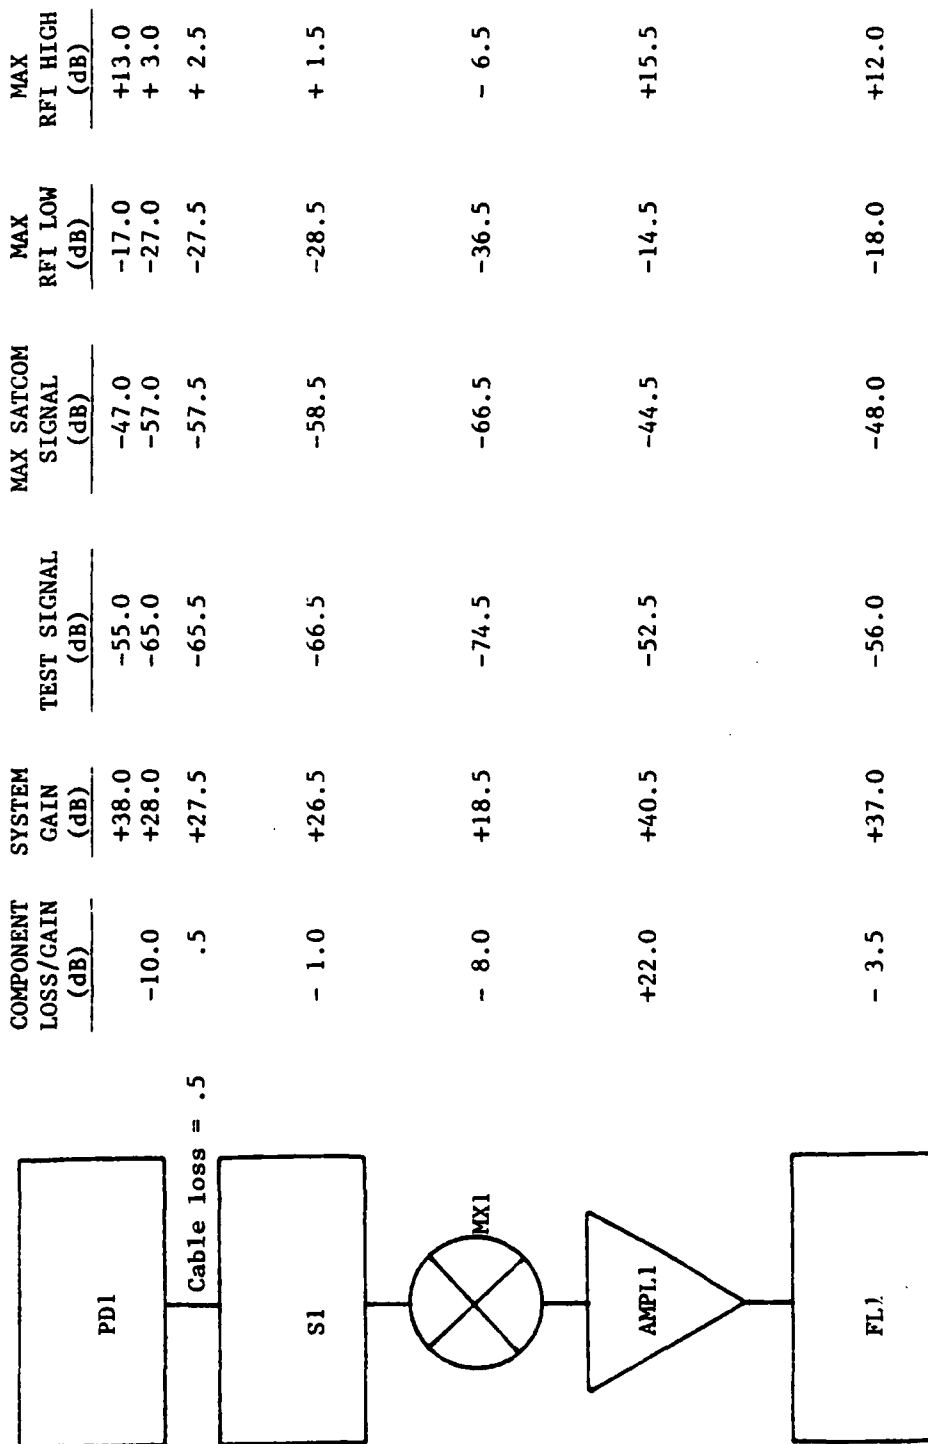 COMPONENT SYSTEM MAX SATCOM MAX MAX
LOSS/GAIN GAIN TEST SIGNAL SIGNAL RFI LOW RFI HIGH
(dB) (dB) (dB) (dB) (dB) (dB)
PD1 +38.0 -55.0 -47.0 -17.0 +13.0
-10.0 +28.0 -65.0 -57.0 -27.0 + 3.0
Cable loss = .5 .5 +27.5 -65.5 -57.5 -27.5 + 2.5
S1 - 1.0 +26.5 -66.5 -58.5 -28.5 + 1.5
MX1 - 8.0 +18.5 -74.5 -66.5 -36.5 - 6.5
AMPL1 +22.0 +40.5 -52.5 -44.5 -14.5 +15.5
FL1 - 3.5 +37.0 -56.0 -48.0 -18.0 +12.0